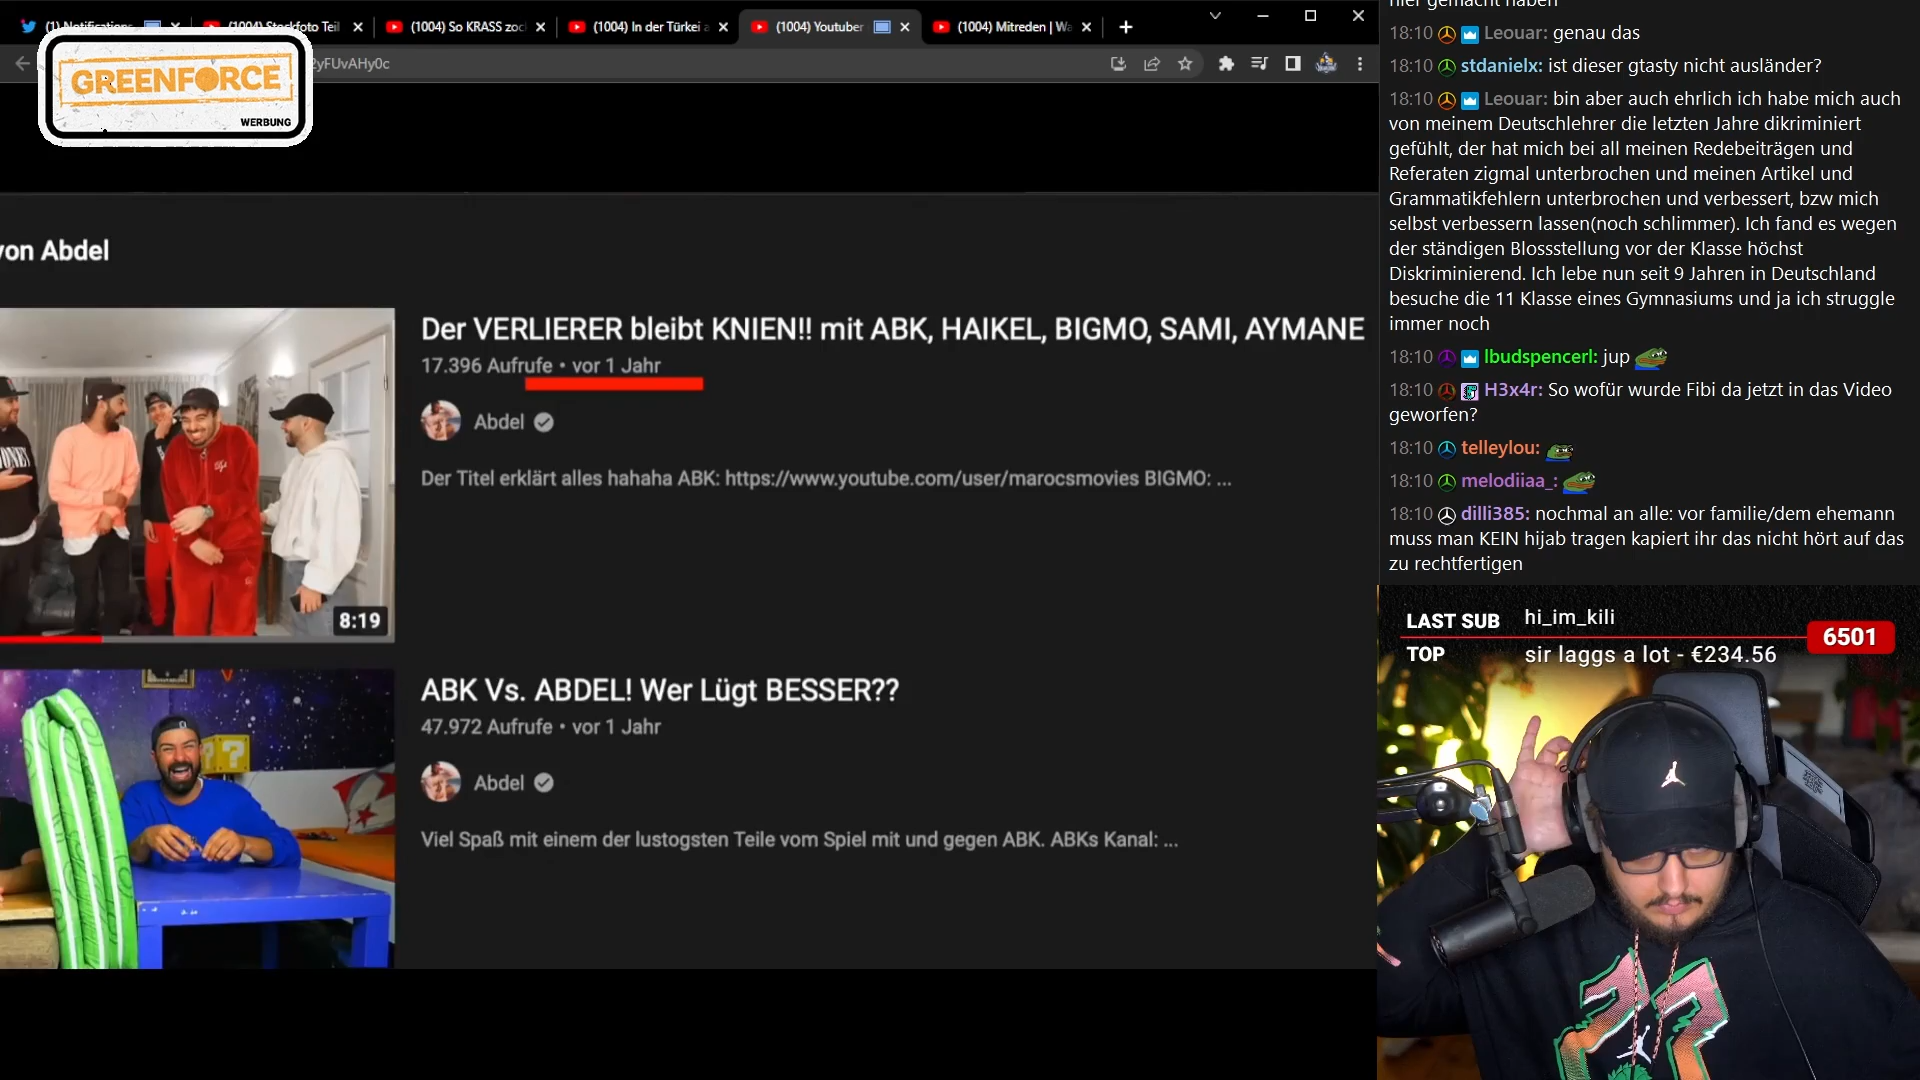 (1) Notifications
(1004) Stockfoto Teil
(1004) So KRASS zoc
(1004) In der Türkei a
(1004) Youtuber
(1004) Mitreden | Wa
2yFUvAHy0c
GREENFORCE
WERBUNG
von Abdel
Der VERLIERER bleibt KNIEN!! mit ABK, HAIKEL, BIGMO, SAMI, AYMANE
17.396 Aufrufe • vor 1 Jahr
Abdel
Der Titel erklärt alles hahaha ABK: https://www.youtube.com/user/marocsmovies BIGMO: ...
8:19
ABK Vs. ABDEL! Wer Lügt BESSER??
47.972 Aufrufe • vor 1 Jahr
Abdel
Viel Spaß mit einem der lustogsten Teile vom Spiel mit und gegen ABK. ABKs Kanal: ...
hier gemacht haben
18:10 Leouar: genau das
18:10 stdanielx: ist dieser gtasty nicht ausländer?
18:10 Leouar: bin aber auch ehrlich ich habe mich auch
von meinem Deutschlehrer die letzten Jahre dikriminiert
gefühlt, der hat mich bei all meinen Redebeiträgen und
Referaten zigmal unterbrochen und meinen Artikel und
Grammatikfehlern unterbrochen und verbessert, bzw mich
selbst verbessern lassen(noch schlimmer). Ich fand es wegen
der ständigen Blossstellung vor der Klasse höchst
Diskriminierend. Ich lebe nun seit 9 Jahren in Deutschland
besuche die 11 Klasse eines Gymnasiums und ja ich struggle
immer noch
18:10 lbudspencerl: jup
18:10 H3x4r: So wofür wurde Fibi da jetzt in das Video
geworfen?
18:10 telleylou:
18:10 melodiiaa_:
18:10 dilli385: nochmal an alle: vor familie/dem ehemann
muss man KEIN hijab tragen kapiert ihr das nicht hört auf das
zu rechtfertigen
LAST SUB hi_im_kili
6501
TOP sir laggs a lot - €234.56